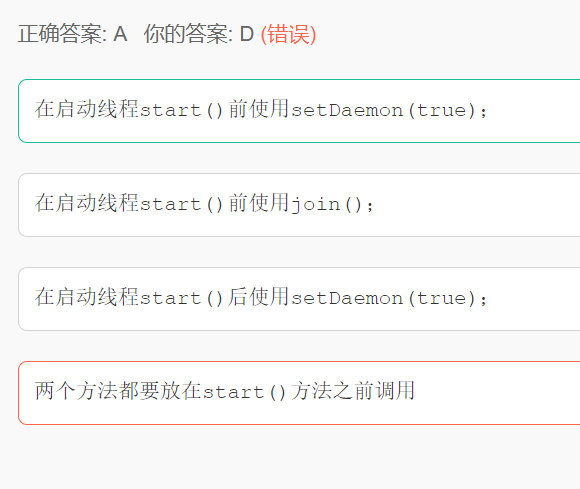 正确答案: A 你的答案: D (错误)
在启动线程start()前使用setDaemon(true);
在启动线程start()前使用join();
在启动线程start()后使用setDaemon(true);
两个方法都要放在start()方法之前调用